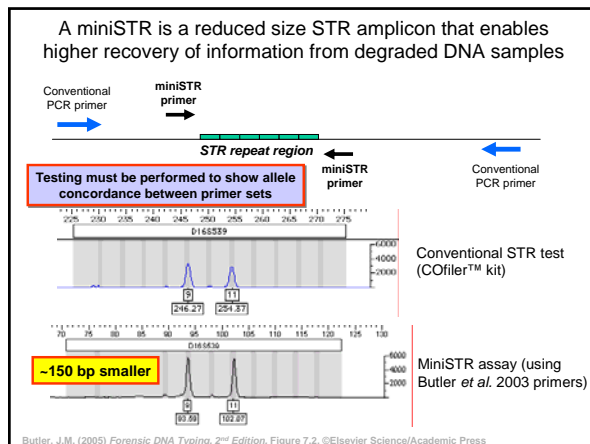 A miniSTR is a reduced size STR amplicon that enables
higher recovery of information from degraded DNA samples
Conventional
PCR primer
miniSTR
primer
STR repeat region
miniSTR
primer
Conventional
PCR primer
Testing must be performed to show allele
concordance between primer sets
225 230 235 240 245 250 255 260 265 270 275
D16S539
6000
4000
2000
9 11
246.27 254.37
Conventional STR test
(COfiler™ kit)
70 80 85 90 95 100 105 110 115 120 125 130
D16S539
~150 bp smaller
6000
4000
2000
11
102.07
MiniSTR assay (using
Butler et al. 2003 primers)
Butler, J.M. (2005) Forensic DNA Typing, 2nd Edition, Figure 7.2, ©Elsevier Science/Academic Press